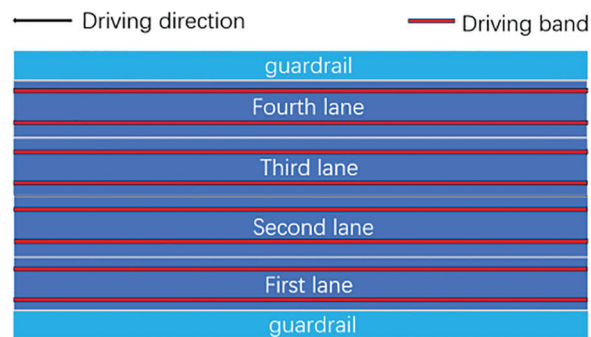 Driving direction
Driving band
guardrail
Fourth lane
Third lane
Second lane
First lane
guardrail